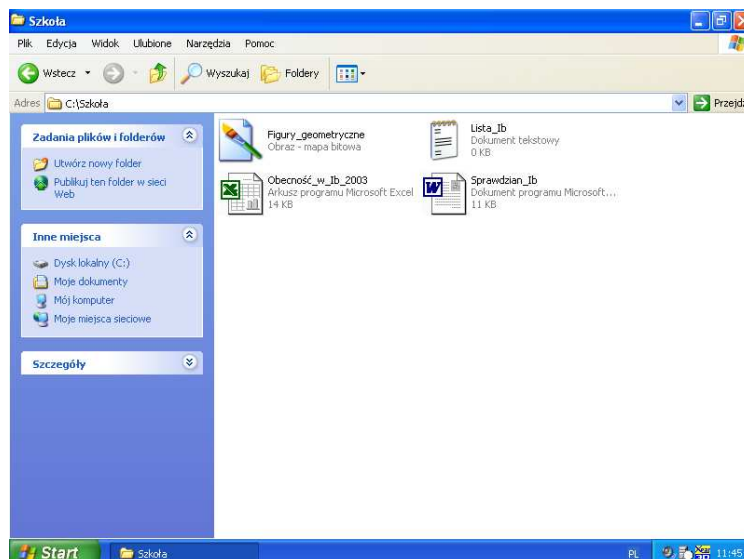 Szkoła
Plik Edycja Widok Ulubione Narzędzia Pomoc
Wstecz Wyszukaj Foldery
Adres C:\Szkoła Przejdź
Zadania plików i folderów
Utwórz nowy folder
Publikuj ten folder w sieci
Web
Inne miejsca
Dysk lokalny (C:)
Moje dokumenty
Mój komputer
Moje miejsca sieciowe
Szczegóły
Figury_geometryczne
Obraz - mapa bitowa
Lista_Ib
Dokument tekstowy
0 KB
Obecność_w_Ib_2003
Arkusz programu Microsoft Excel
14 KB
Sprawdzian_Ib
Dokument programu Microsoft...
11 KB
Start Szkoła PL 11:45